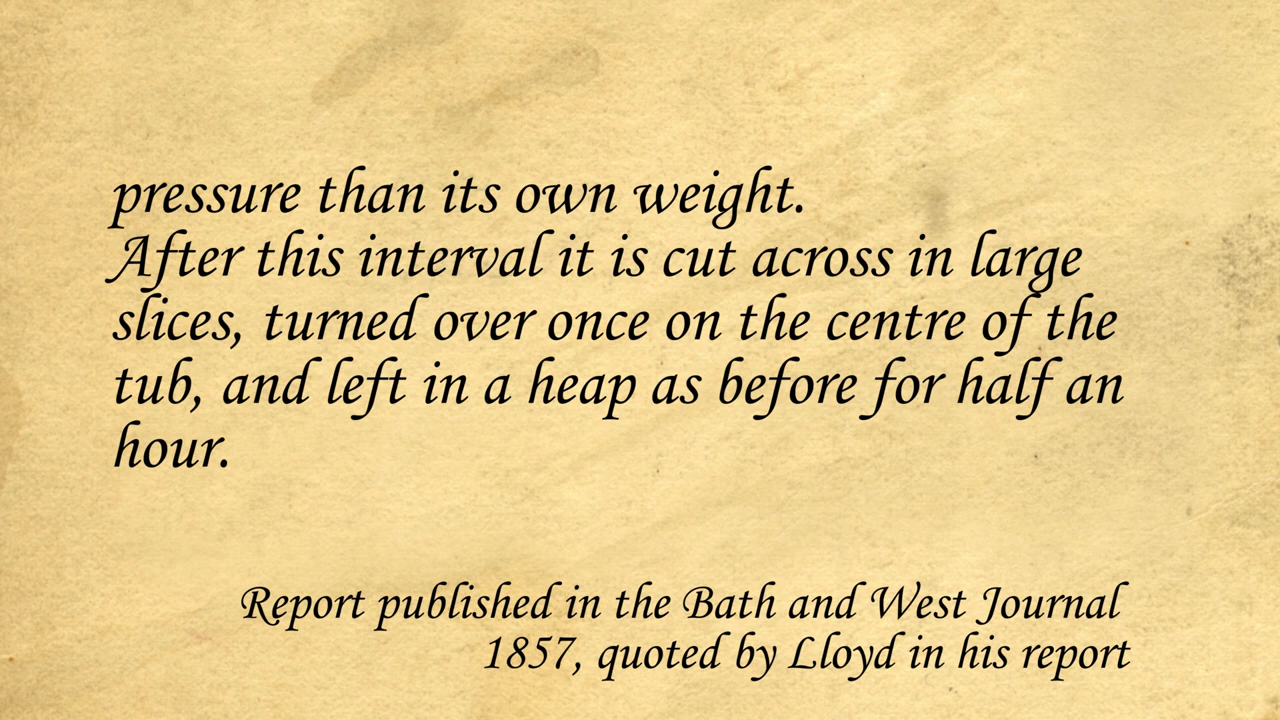 pressure than its own weight.
After this interval it is cut across in large
slices, turned over once on the centre of the
tub, and left in a heap as before for half an
hour.
Report published in the Bath and West Journal
1857, quoted by Lloyd in his report